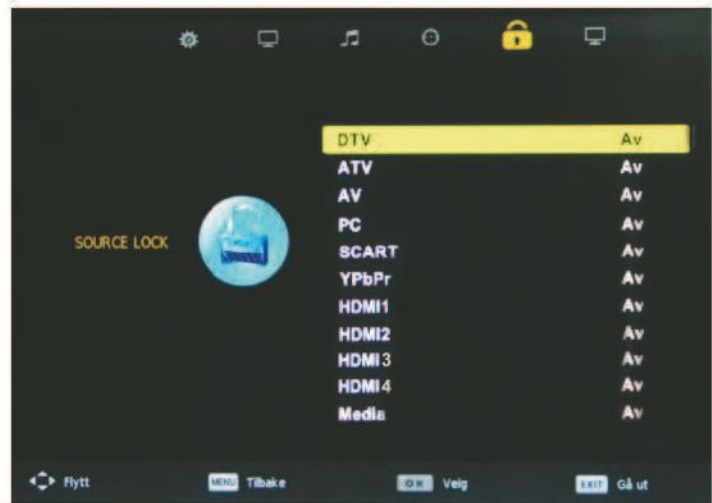 DTV Av
ATV Av
AV Av
PC Av
SOURCE LOCK
SCART Av
YPbPr Av
HDMI1 Av
HDMI2 Av
HDMI3 Av
HDMI4 Av
Media Av
Flytt MENU Tilbake OK Velg EXIT Gå ut